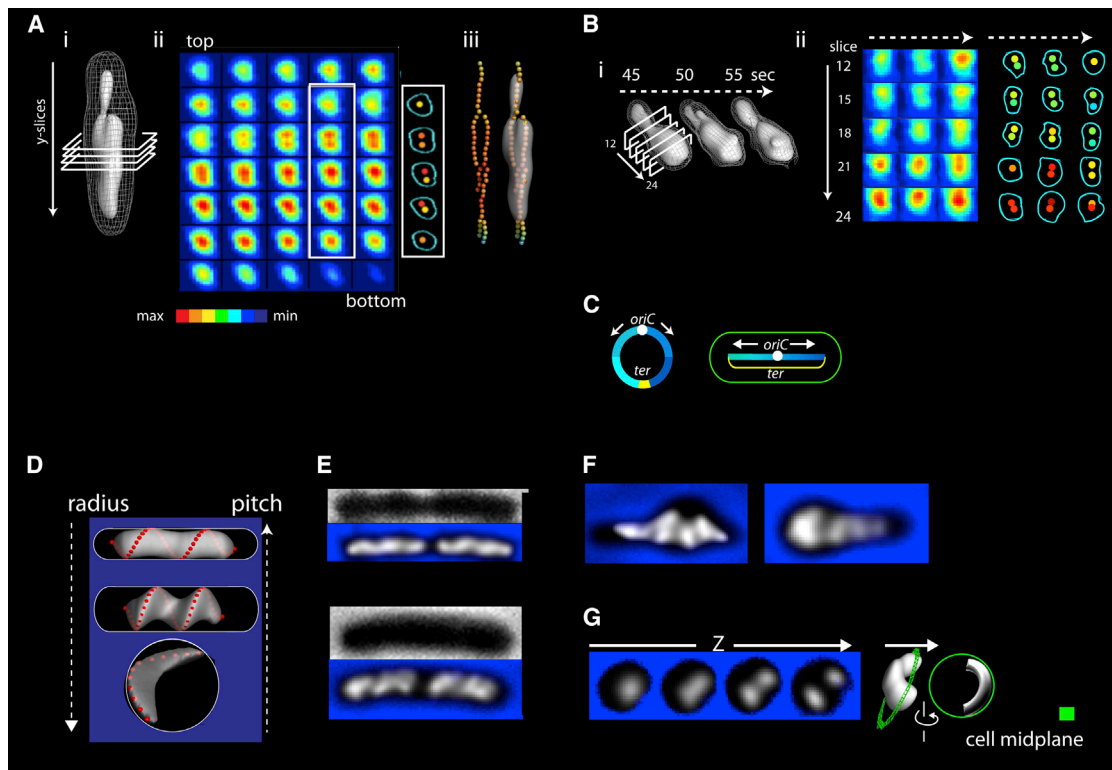 A
i
ii
top
iii
y-slices
bottom
max
min
B
i
45
50
55
sec
12
24
ii
slice
12
15
18
21
24
C
oriC
ter
oriC
ter
D
radius
pitch
E
F
G
Z
cell midplane